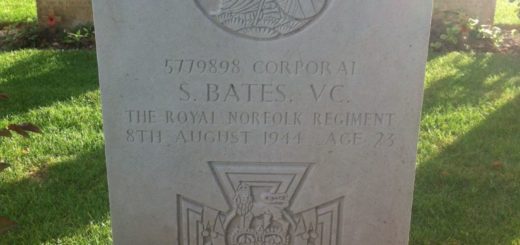 5779898 CORPORAL
S. BATES, VC.
THE ROYAL NORFOLK REGIMENT
8TH AUGUST 1944 AGE 23